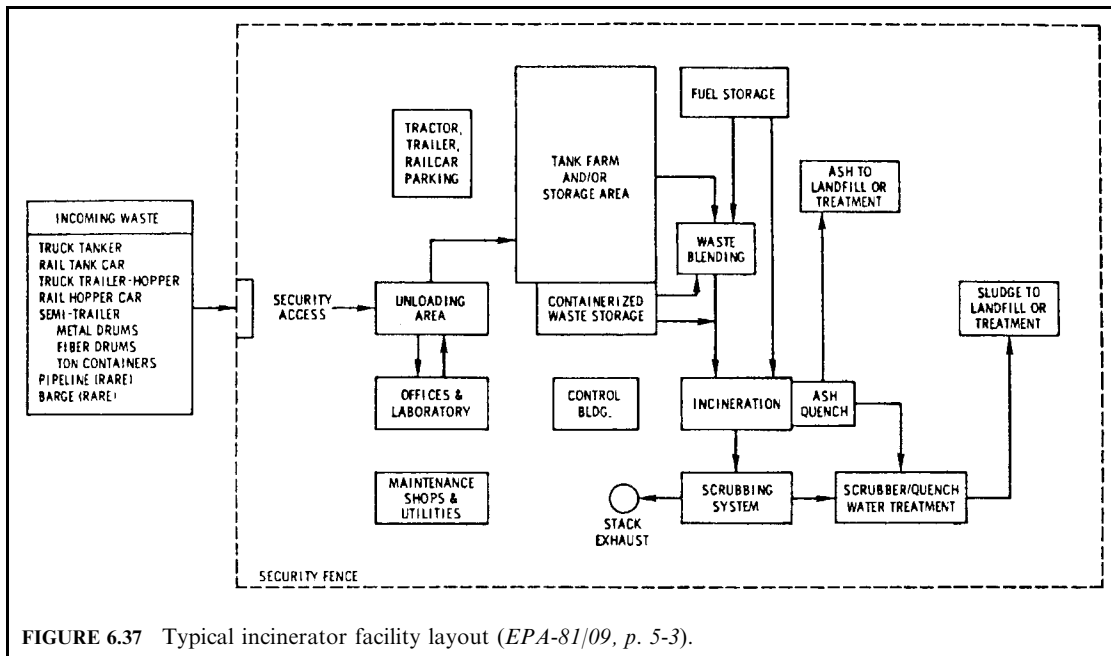 INCOMING WASTE
TRUCK TANKER
RAIL TANK CAR
TRUCK TRAILER-HOPPER
RAIL HOPPER CAR
SEMI-TRAILER
METAL DRUMS
FIBER DRUMS
TON CONTAINERS
PIPELINE (RARE)
BARGE (RARE)
SECURITY
ACCESS
TRACTOR,
TRAILER,
RAILCAR
PARKING
UNLOADING
AREA
OFFICES &
LABORATORY
MAINTENANCE
SHOPS &
UTILITIES
TANK FARM
AND/OR
STORAGE AREA
CONTAINERIZED
WASTE STORAGE
FUEL STORAGE
WASTE
BLENDING
CONTROL
BLDG.
INCINERATION
ASH
QUENCH
ASH TO
LANDFILL OR
TREATMENT
SLUDGE TO
LANDFILL OR
TREATMENT
STACK
EXHAUST
SCRUBBING
SYSTEM
SCRUBBER/QUENCH
WATER TREATMENT
SECURITY FENCE
FIGURE 6.37 Typical incinerator facility layout (EPA-81/09, p. 5-3).